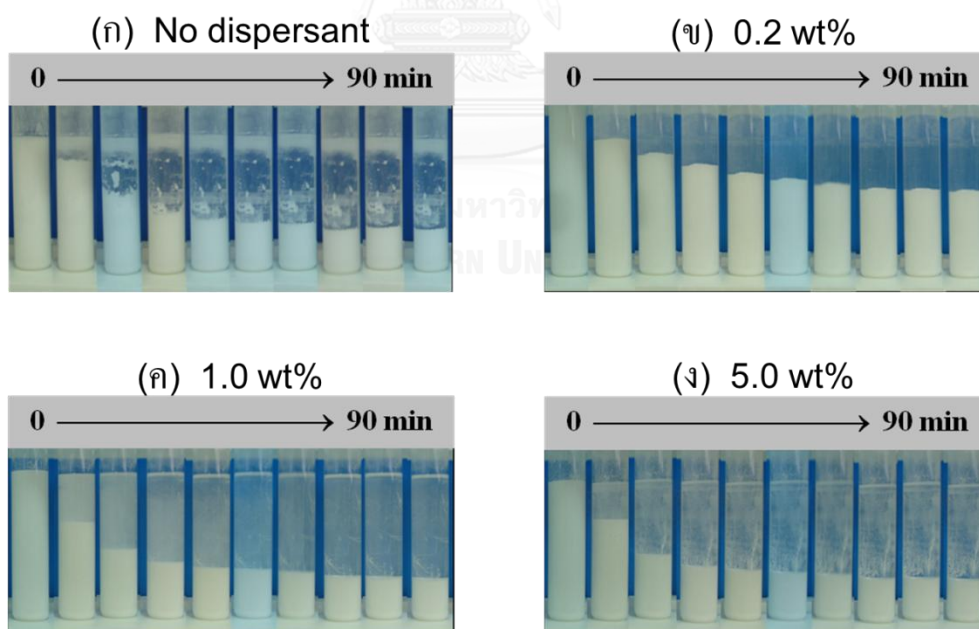 (ก) No dispersant
(ข) 0.2 wt%
0 90 min
0 90 min
(ค) 1.0 wt%
(ง) 5.0 wt%
0 90 min
0 90 min